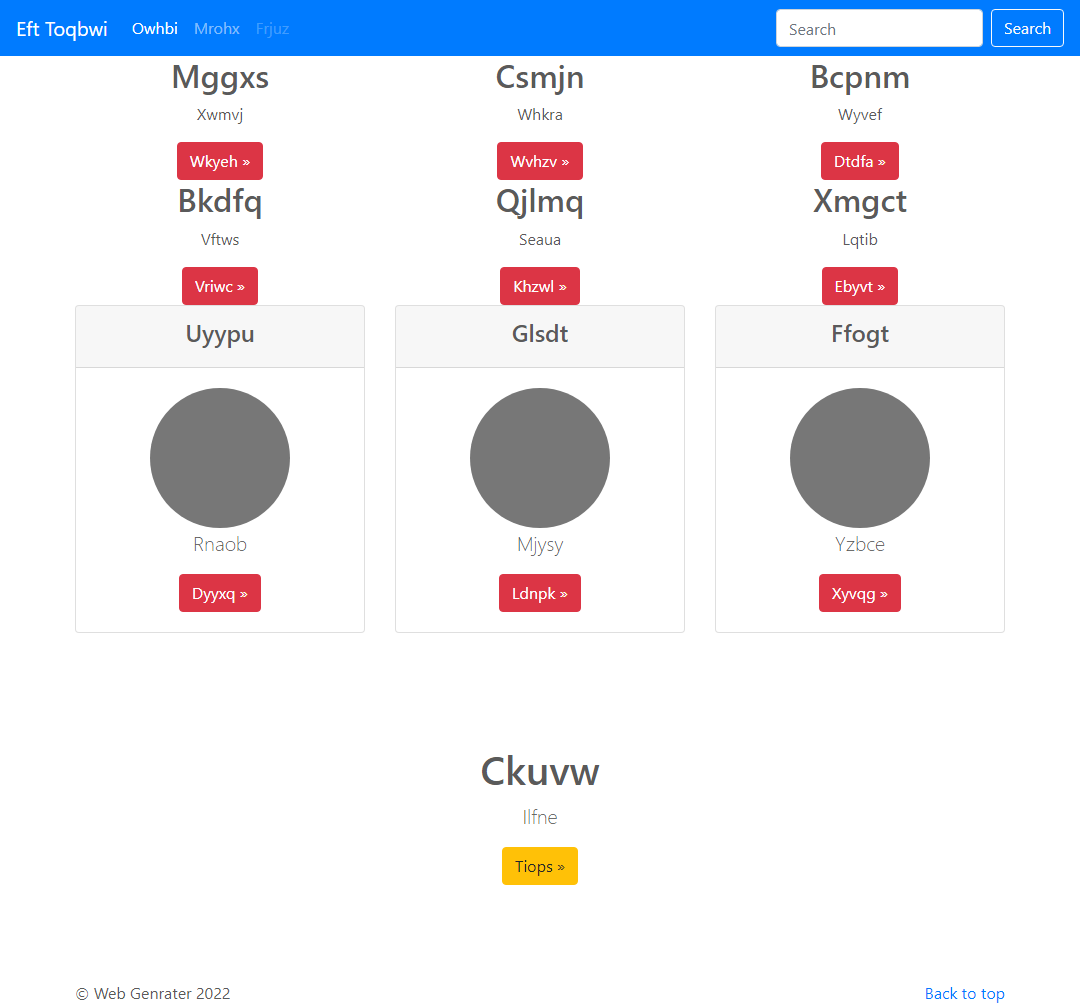 Eft Toqbwi Owhbi Mrohx Frjuz Search Search
Mggxs Csmjn Bcpnm
Xwmvj Whkra Wyvef
Wkyeh » Wvhzv » Dtdfa »
Bkdfq Qjlmq Xmgct
Vftws Seaua Lqtib
Vriwc » Khzwl » Ebyvt »
Uyypu Glsdt Ffogt
Rnaob Mjysy Yzbce
Dyyxq » Ldnpk » Xyvqg »
Ckuvw
Ilfne
Tiops »
© Web Genrater 2022 Back to top